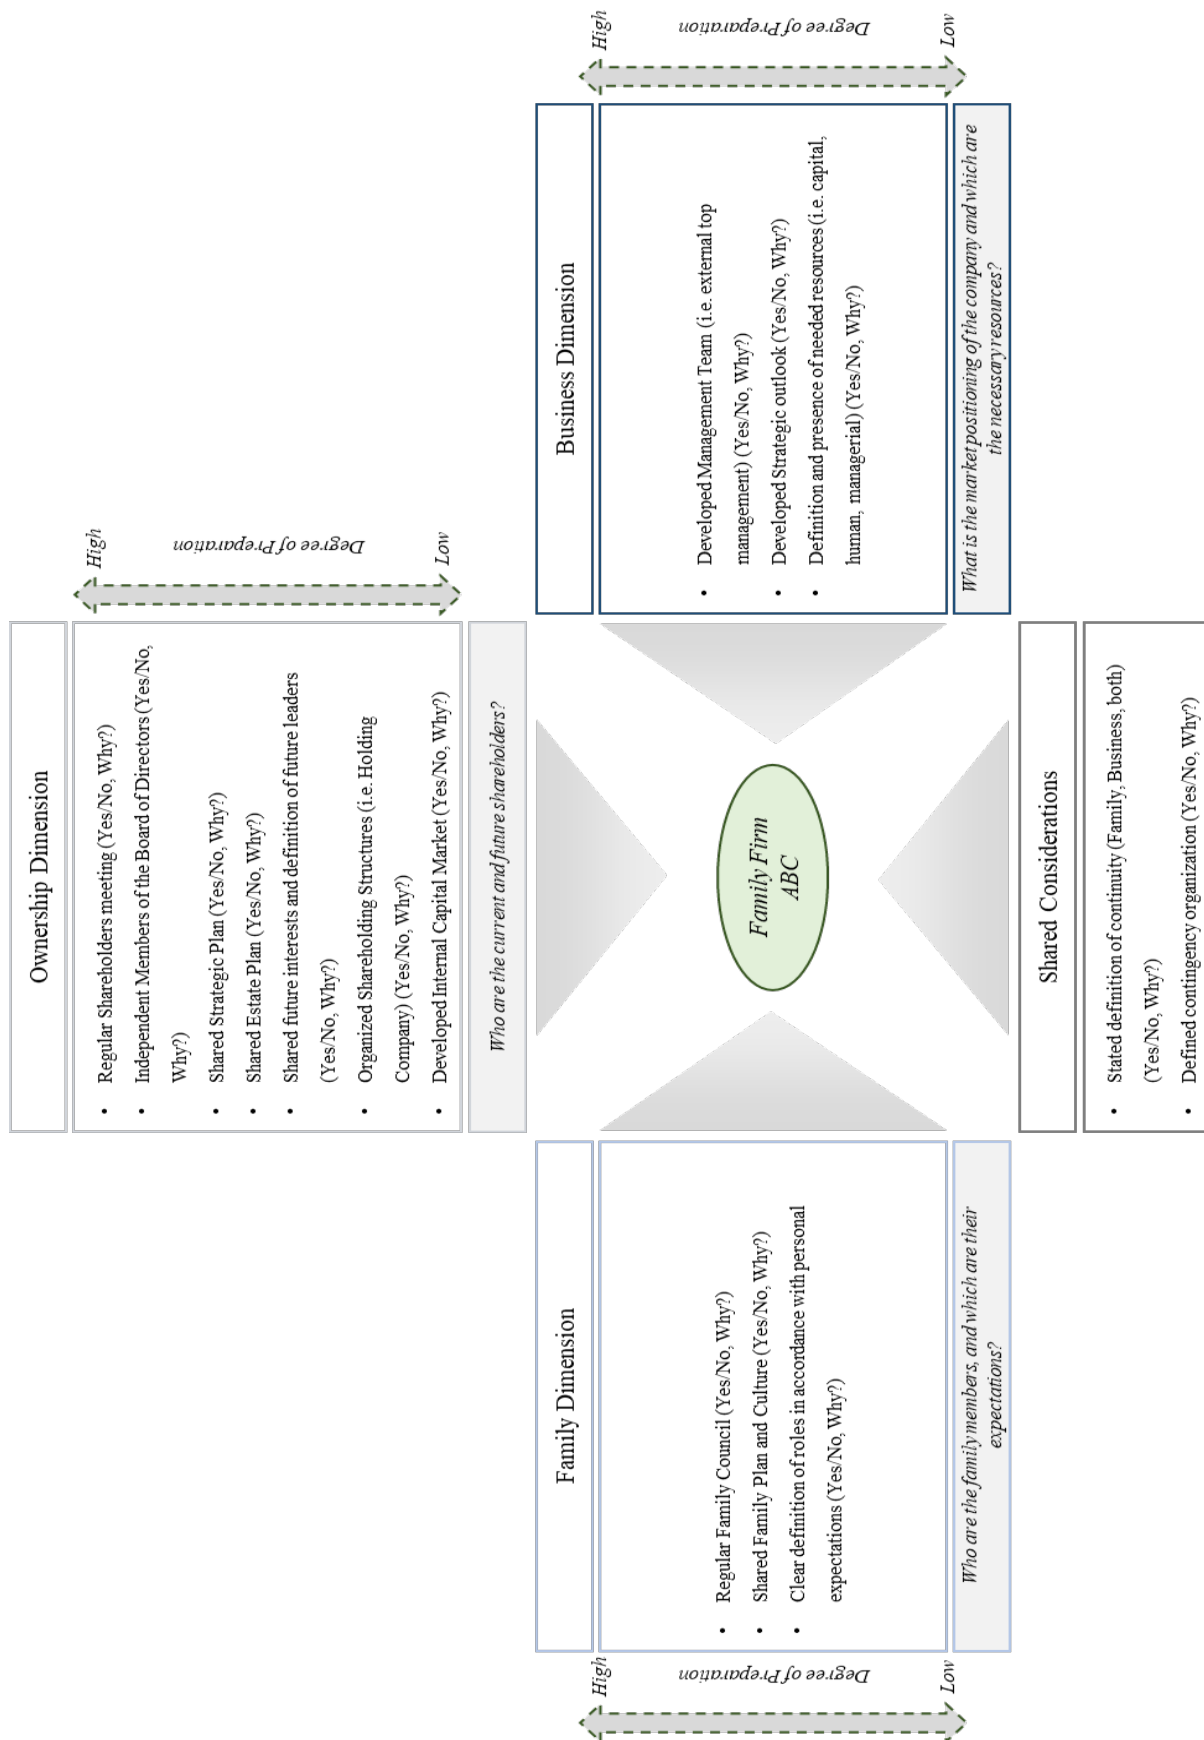 Ownership Dimension
• Regular Shareholders meeting (Yes/No, Why?)
• Independent Members of the Board of Directors (Yes/No,
Why?)
• Shared Strategic Plan (Yes/No, Why?)
• Shared Estate Plan (Yes/No, Why?)
• Shared future interests and definition of future leaders
(Yes/No, Why?)
• Organized Shareholding Structures (i.e. Holding
Company) (Yes/No, Why?)
• Developed Internal Capital Market (Yes/No, Why?)
Who are the current and future shareholders?
High
Degree of Preparation
Low
Family Dimension
• Regular Family Council (Yes/No, Why?)
• Shared Family Plan and Culture (Yes/No, Why?)
• Clear definition of roles in accordance with personal
expectations (Yes/No, Why?)
Who are the family members, and which are their
expectations?
High
Degree of Preparation
Low
Family Firm
ABC
Business Dimension
• Developed Management Team (i.e. external top
management) (Yes/No, Why?)
• Developed Strategic outlook (Yes/No, Why?)
• Definition and presence of needed resources (i.e. capital,
human, managerial) (Yes/No, Why?)
What is the market positioning of the company and which are
the necessary resources?
High
Degree of Preparation
Low
Shared Considerations
• Stated definition of continuity (Family, Business, both)
(Yes/No, Why?)
• Defined contingency organization (Yes/No, Why?)